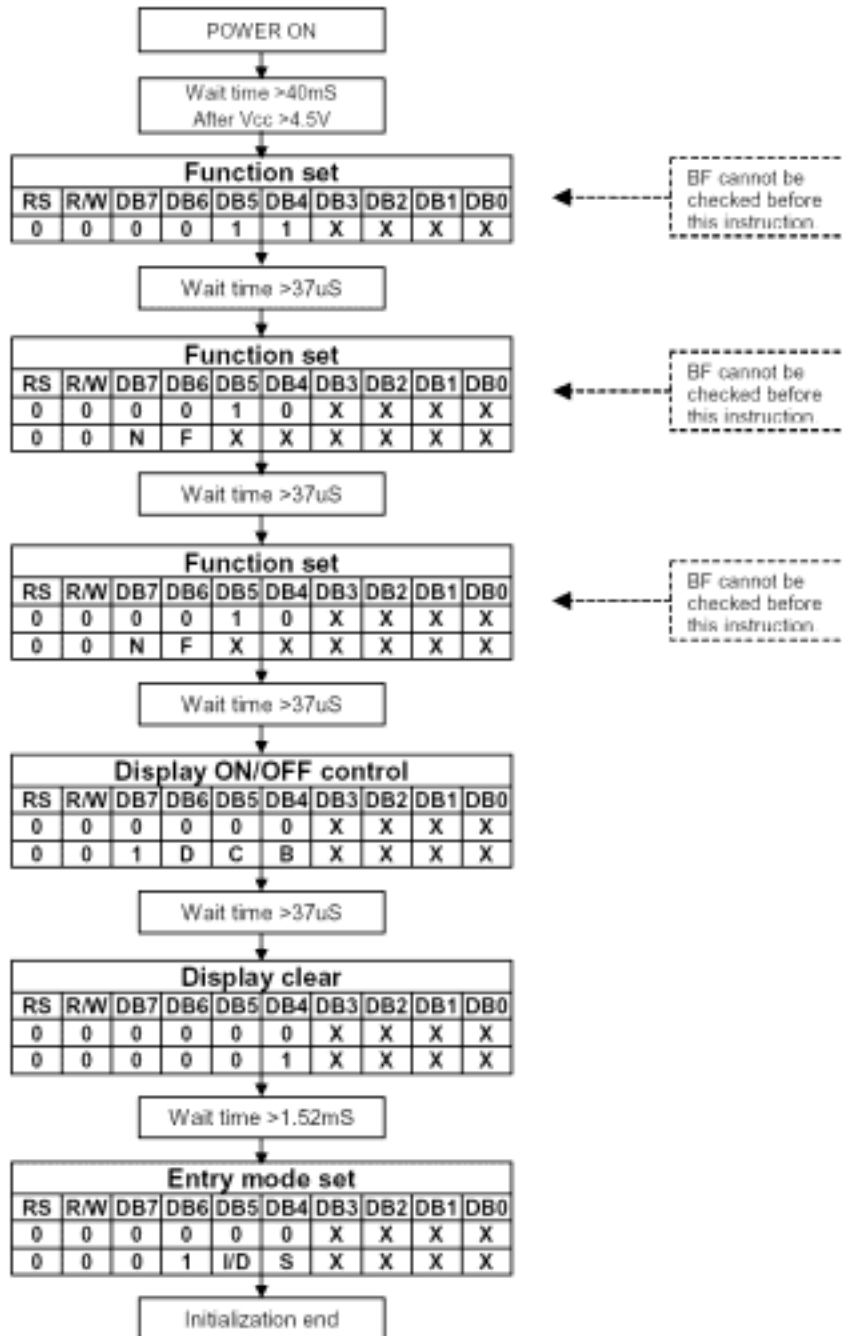 POWER ON
Wait time >40mS
After Vcc >4.5V
Function set
RS R/W DB7 DB6 DB5 DB4 DB3 DB2 DB1 DB0
0 0 0 0 1 1 X X X X
BF cannot be
checked before
this instruction.
Wait time >37uS
Function set
RS R/W DB7 DB6 DB5 DB4 DB3 DB2 DB1 DB0
0 0 0 0 1 0 X X X X
0 0 N F X X X X X X
BF cannot be
checked before
this instruction.
Wait time >37uS
Function set
RS R/W DB7 DB6 DB5 DB4 DB3 DB2 DB1 DB0
0 0 0 0 1 0 X X X X
0 0 N F X X X X X X
BF cannot be
checked before
this instruction.
Wait time >37uS
Display ON/OFF control
RS R/W DB7 DB6 DB5 DB4 DB3 DB2 DB1 DB0
0 0 0 0 0 0 X X X X
0 0 1 D C B X X X X
Wait time >37uS
Display clear
RS R/W DB7 DB6 DB5 DB4 DB3 DB2 DB1 DB0
0 0 0 0 0 0 X X X X
0 0 0 0 0 1 X X X X
Wait time >1.52mS
Entry mode set
RS R/W DB7 DB6 DB5 DB4 DB3 DB2 DB1 DB0
0 0 0 0 0 0 X X X X
0 0 0 1 I/D S X X X X
Initialization end